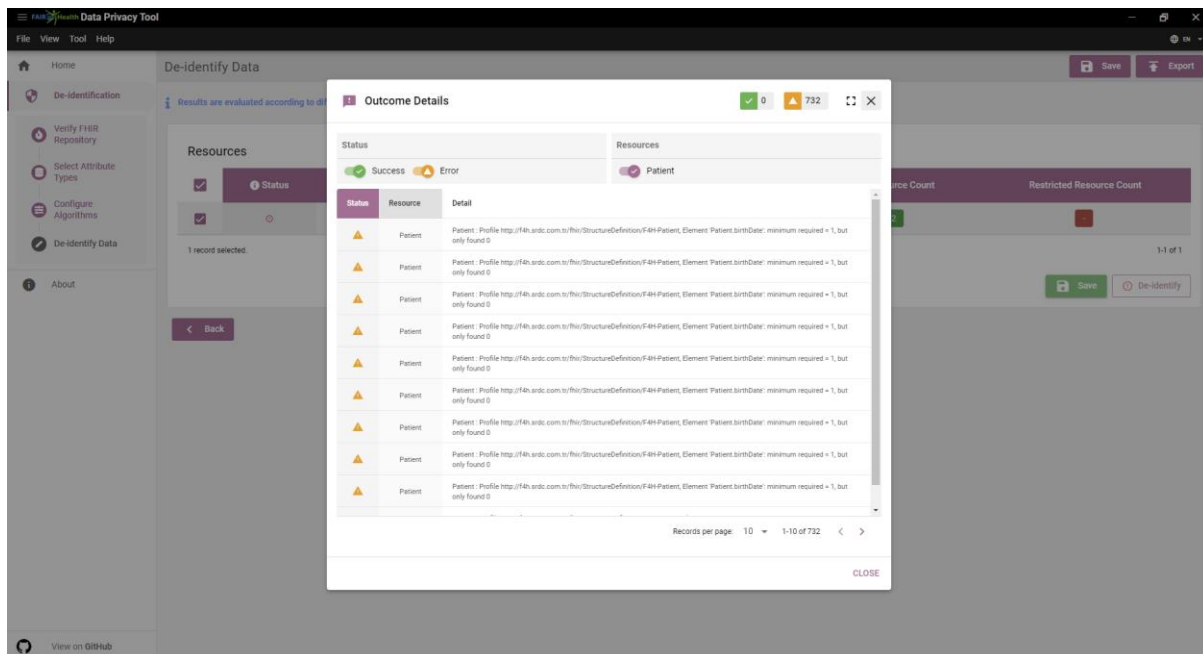 FAIR4Health Data Privacy Tool
File View Tool Help
EN
Home
De-identification
Verify FHIR
Repository
Select Attribute
Types
Configure
Algorithms
De-identify Data
About
View on GitHub
De-identify Data
Save
Export
Results are evaluated according to
Resources
Status
Resource Count
Restricted Resource Count
-
1 record selected.
1-1 of 1
Save
De-identify
Back
Outcome Details
0
732
Status
Resources
Success
Error
Patient
Status Resource Detail
Patient Patient : Profile http://f4h.srdc.com.tr/fhir/StructureDefinition/F4H-Patient, Element 'Patient.birthDate': minimum required = 1, but
only found 0
Patient Patient : Profile http://f4h.srdc.com.tr/fhir/StructureDefinition/F4H-Patient, Element 'Patient.birthDate': minimum required = 1, but
only found 0
Patient Patient : Profile http://f4h.srdc.com.tr/fhir/StructureDefinition/F4H-Patient, Element 'Patient.birthDate': minimum required = 1, but
only found 0
Patient Patient : Profile http://f4h.srdc.com.tr/fhir/StructureDefinition/F4H-Patient, Element 'Patient.birthDate': minimum required = 1, but
only found 0
Patient Patient : Profile http://f4h.srdc.com.tr/fhir/StructureDefinition/F4H-Patient, Element 'Patient.birthDate': minimum required = 1, but
only found 0
Patient Patient : Profile http://f4h.srdc.com.tr/fhir/StructureDefinition/F4H-Patient, Element 'Patient.birthDate': minimum required = 1, but
only found 0
Patient Patient : Profile http://f4h.srdc.com.tr/fhir/StructureDefinition/F4H-Patient, Element 'Patient.birthDate': minimum required = 1, but
only found 0
Patient Patient : Profile http://f4h.srdc.com.tr/fhir/StructureDefinition/F4H-Patient, Element 'Patient.birthDate': minimum required = 1, but
only found 0
Patient Patient : Profile http://f4h.srdc.com.tr/fhir/StructureDefinition/F4H-Patient, Element 'Patient.birthDate': minimum required = 1, but
only found 0
Records per page: 10 1-10 of 732
CLOSE